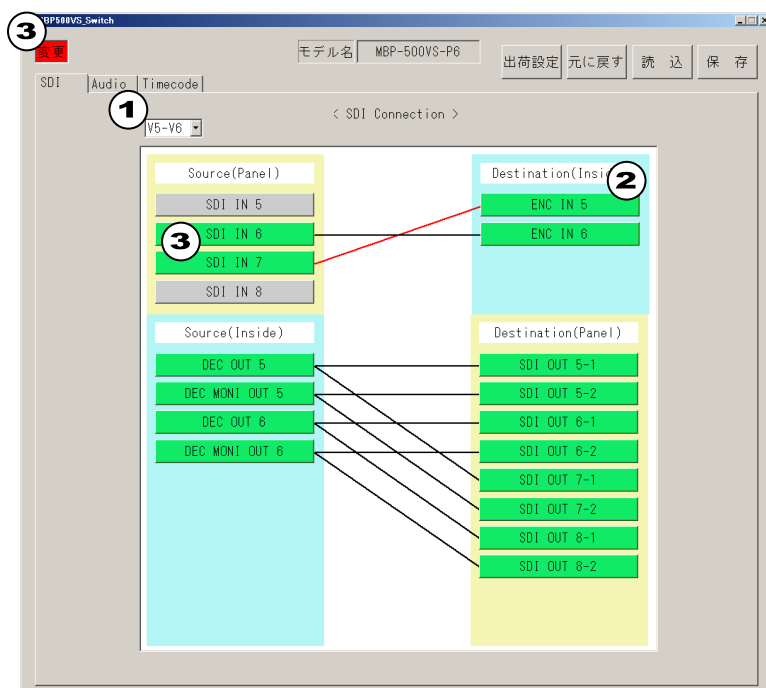 MBP500VS_Switch
3
変更
モデル名 MBP-500VS-P6
出荷設定 元に戻す 読 込 保 存
SDI Audio Timecode
1
V5-V6
< SDI Connection >
Source(Panel)
SDI IN 5
SDI IN 6
3
SDI IN 7
SDI IN 8
2
ENC IN 5
ENC IN 6
Source(Inside)
DEC OUT 5
DEC MONI OUT 5
DEC OUT 6
DEC MONI OUT 6
Destination(Panel)
SDI OUT 5-1
SDI OUT 5-2
SDI OUT 6-1
SDI OUT 6-2
SDI OUT 7-1
SDI OUT 7-2
SDI OUT 8-1
SDI OUT 8-2